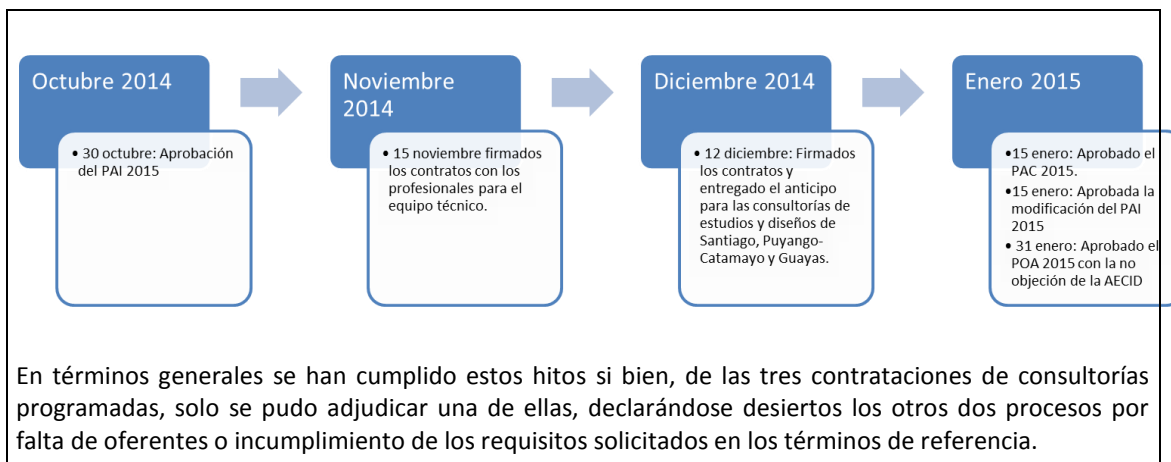 Octubre 2014
• 30 octubre: Aprobación
del PAI 2015
Noviembre
2014
• 15 noviembre firmados
los contratos con los
profesionales para el
equipo técnico.
Diciembre 2014
• 12 diciembre: Firmados
los contratos y
entregado el anticipo
para las consultorías de
estudios y diseños de
Santiago, Puyango-
Catamayo y Guayas.
Enero 2015
•15 enero: Aprobado el
PAC 2015.
•15 enero: Aprobada la
modificación del PAI
2015
• 31 enero: Aprobado el
POA 2015 con la no
objeción de la AECID
En términos generales se han cumplido estos hitos si bien, de las tres contrataciones de consultorías
programadas, solo se pudo adjudicar una de ellas, declarándose desiertos los otros dos procesos por
falta de oferentes o incumplimiento de los requisitos solicitados en los términos de referencia.